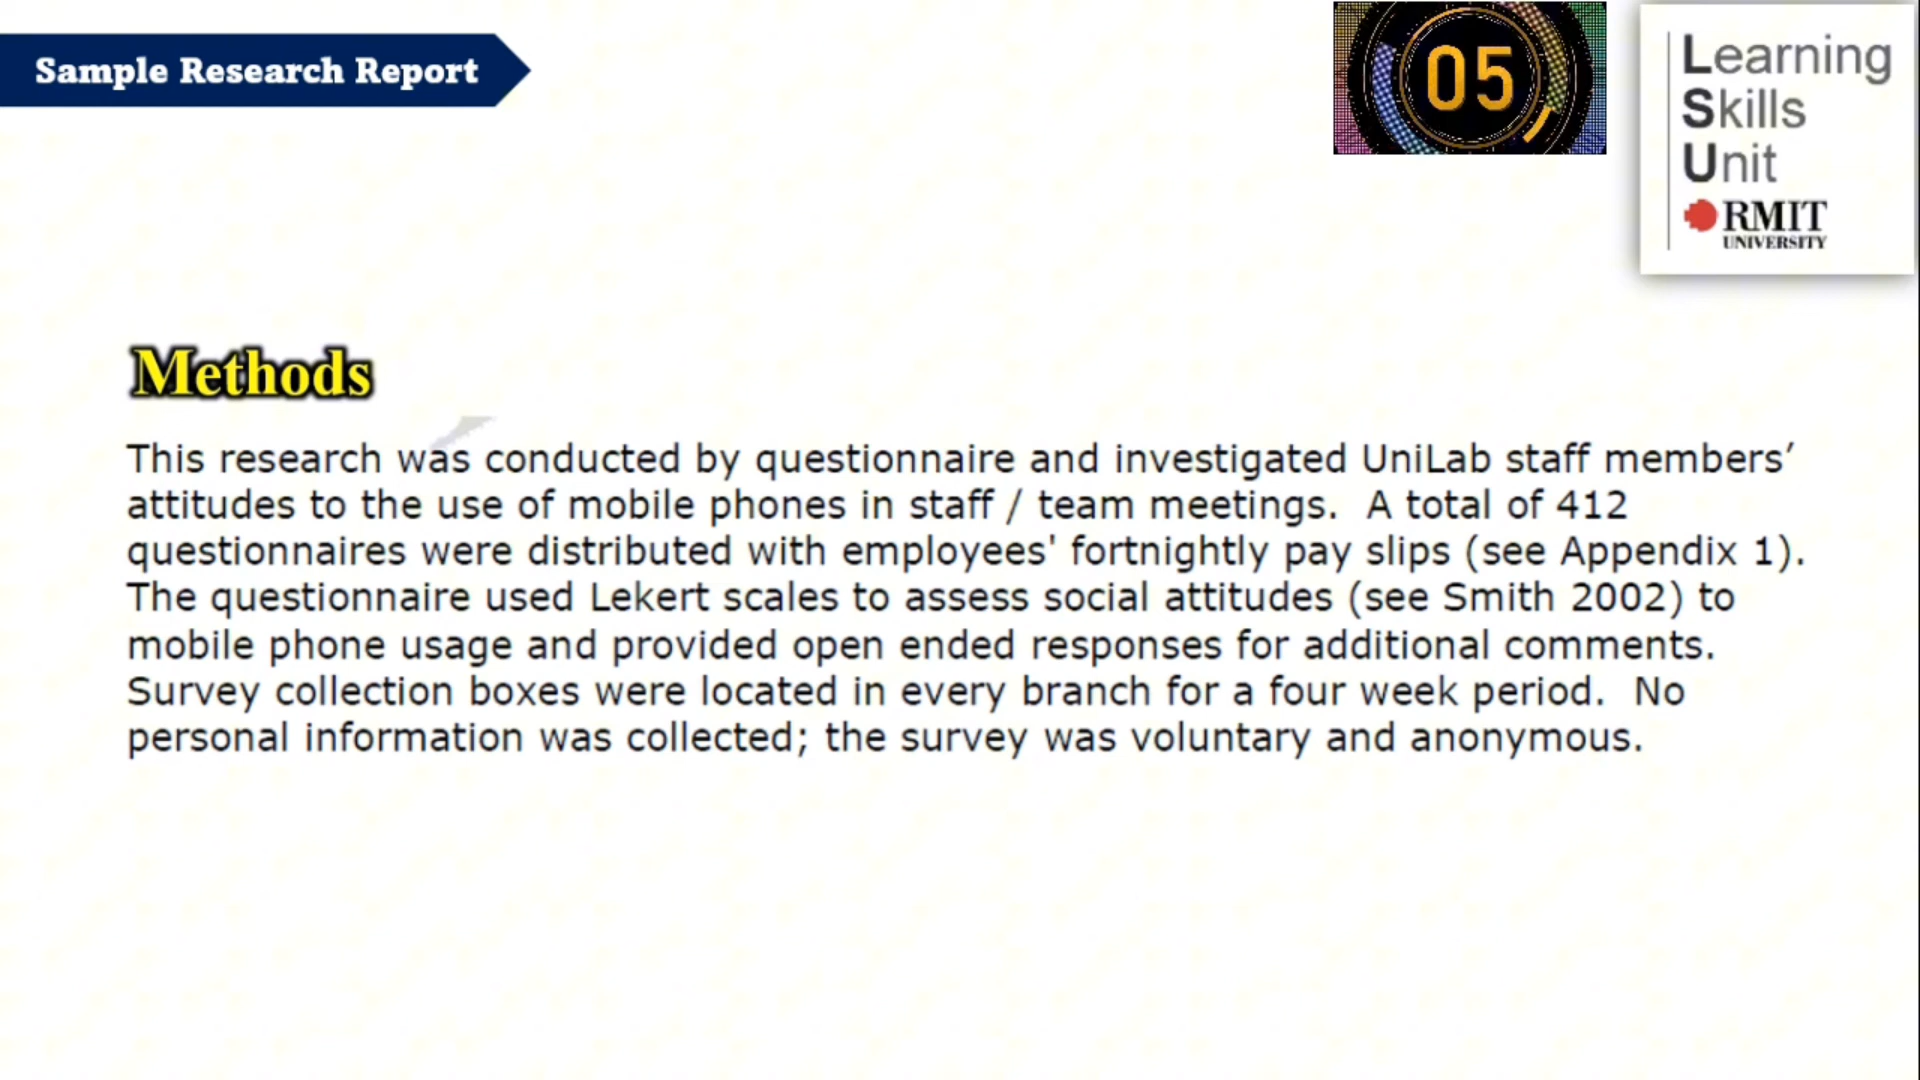 Sample Research Report
05
Learning
Skills
Unit
RMIT
UNIVERSITY
Methods
This research was conducted by questionnaire and investigated UniLab staff members’
attitudes to the use of mobile phones in staff / team meetings. A total of 412
questionnaires were distributed with employees' fortnightly pay slips (see Appendix 1).
The questionnaire used Lekert scales to assess social attitudes (see Smith 2002) to
mobile phone usage and provided open ended responses for additional comments.
Survey collection boxes were located in every branch for a four week period. No
personal information was collected; the survey was voluntary and anonymous.